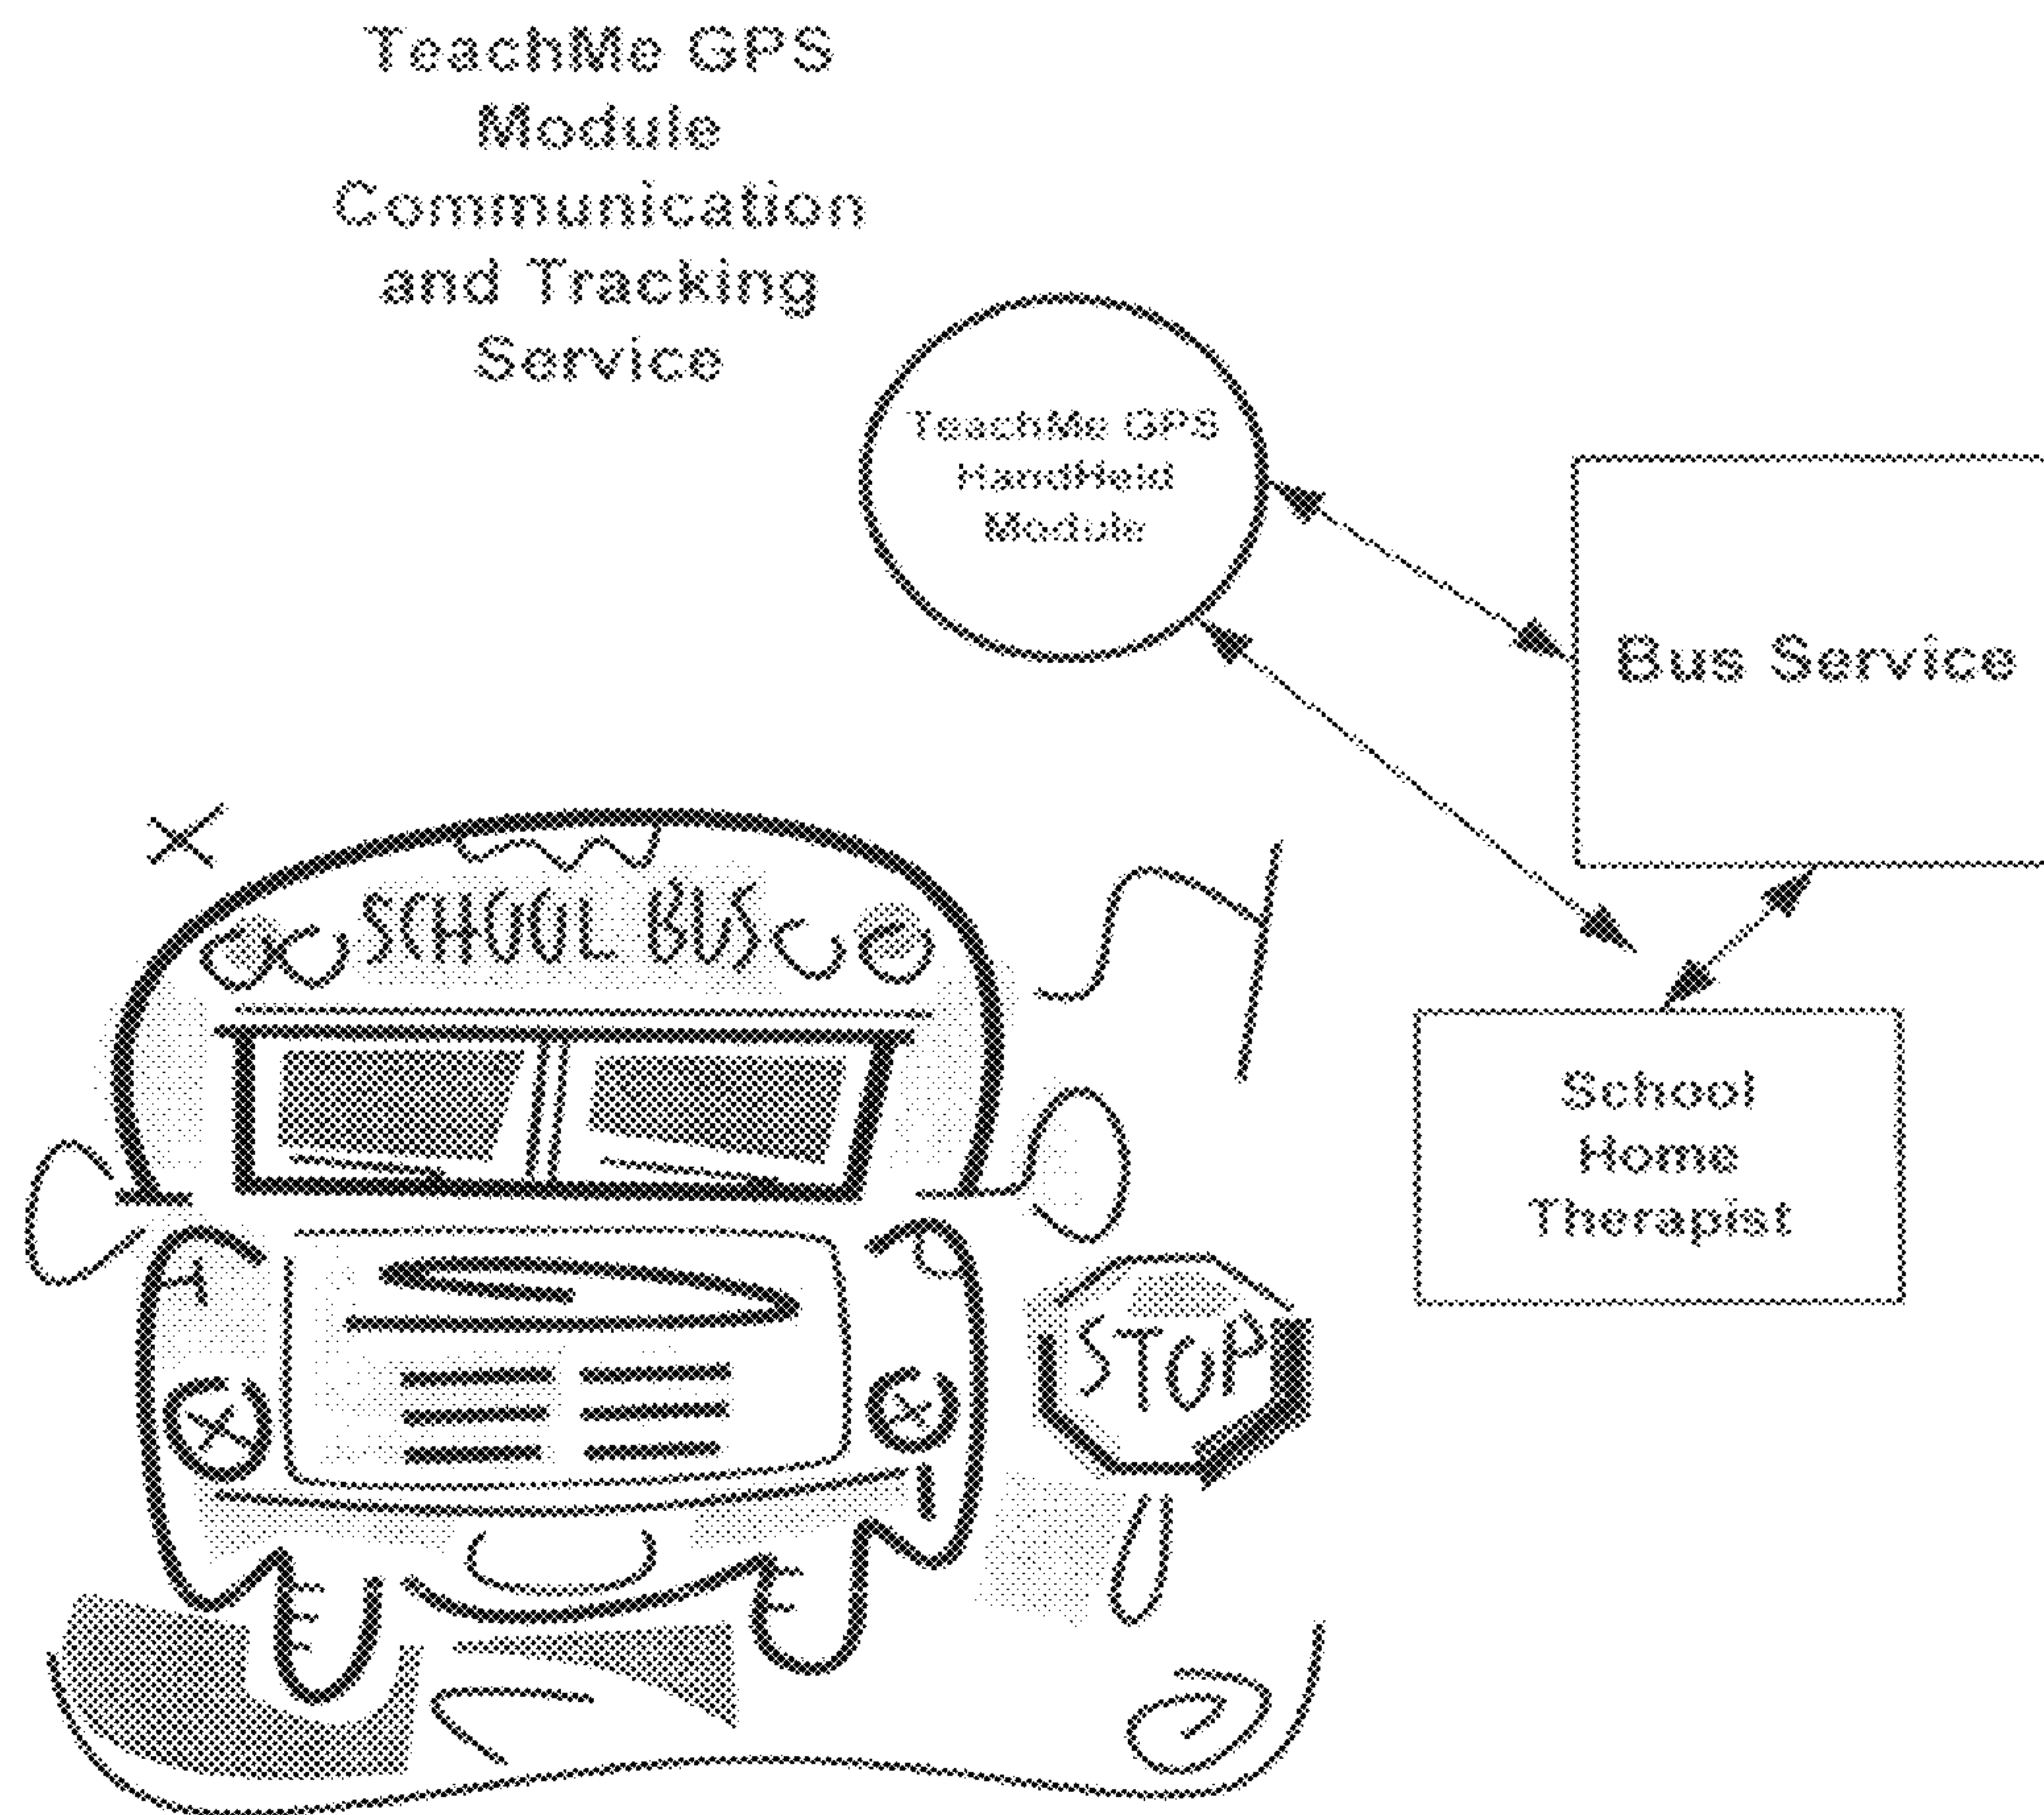 TeachMe GPS
Module
Communication
and Tracking
Service
TeachMe GPS
HandHeld
Module
Bus Service
SCHOOL BUS
School
Home
Therapist
STOP